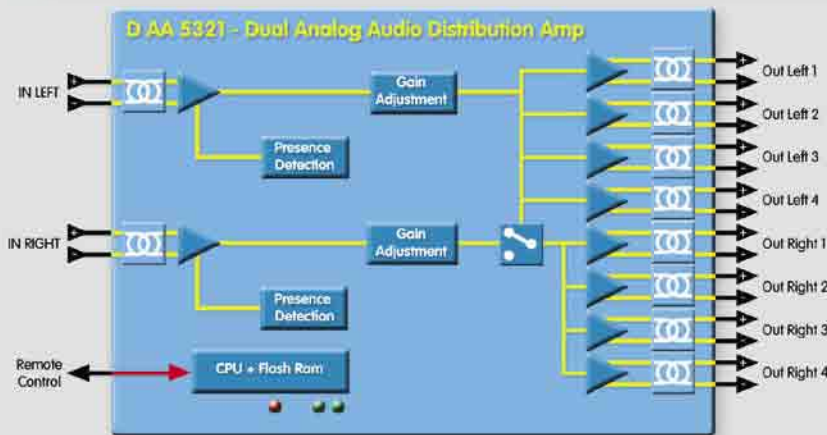 D AA 5321 - Dual Analog Audio Distribution Amp
IN LEFT
Gain
Adjustment
Presence
Detection
IN RIGHT
Gain
Adjustment
Presence
Detection
Remote
Control
CPU + Flash Ram
Out Left 1
Out Left 2
Out Left 3
Out Left 4
Out Right 1
Out Right 2
Out Right 3
Out Right 4